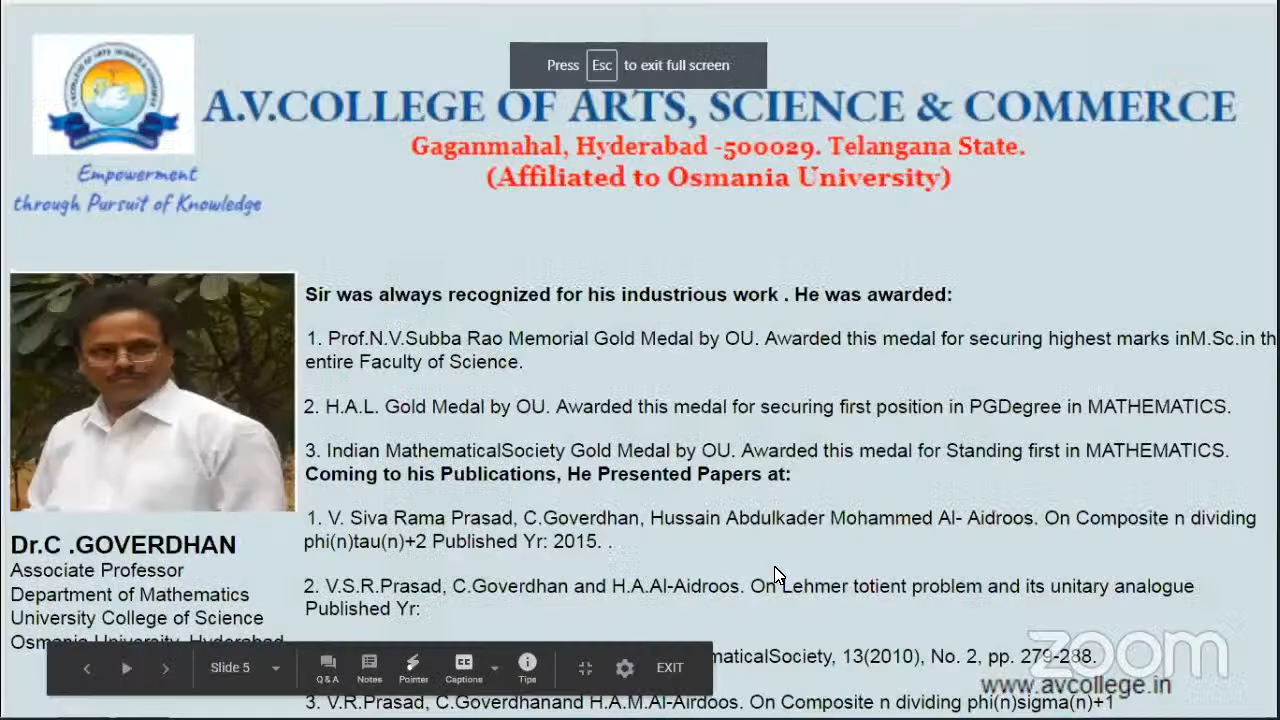 Press Esc to exit full screen
A.V.COLLEGE OF ARTS, SCIENCE & COMMERCE
Gaganmahal, Hyderabad -500029. Telangana State.
(Affiliated to Osmania University)
Empowerment
through Pursuit of Knowledge
Sir was always recognized for his industrious work . He was awarded:
1. Prof.N.V.Subba Rao Memorial Gold Medal by OU. Awarded this medal for securing highest marks inM.Sc.in th
entire Faculty of Science.
2. H.A.L. Gold Medal by OU. Awarded this medal for securing first position in PGDegree in MATHEMATICS.
3. Indian MathematicalSociety Gold Medal by OU. Awarded this medal for Standing first in MATHEMATICS.
Coming to his Publications, He Presented Papers at:
1. V. Siva Rama Prasad, C.Goverdhan, Hussain Abdulkader Mohammed Al- Aidroos. On Composite n dividing
phi(n)tau(n)+2 Published Yr: 2015. .
2. V.S.R.Prasad, C.Goverdhan and H.A.Al-Aidroos. On Lehmer totient problem and its unitary analogue
Published Yr:
maticalSociety, 13(2010), No. 2, pp. 279-288.
3. V.R.Prasad, C.Goverdhanand H.A.M.Al-Airdoos. On Composite n dividing phi(n)sigma(n)+1
Dr.C .GOVERDHAN
Associate Professor
Department of Mathematics
University College of Science
Osmania University, Hyderabad
Slide 5
Q & A
Notes
Pointer
Captions
Tips
EXIT
zoom
www.avcollege.in